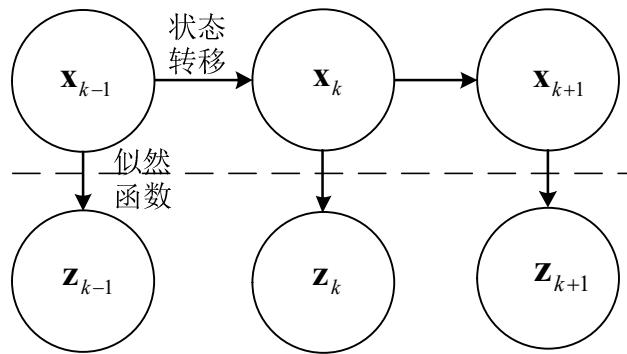 状态
转移
x_{k-1} x_k x_{k+1}
似然
函数
z_{k-1} z_k z_{k+1}